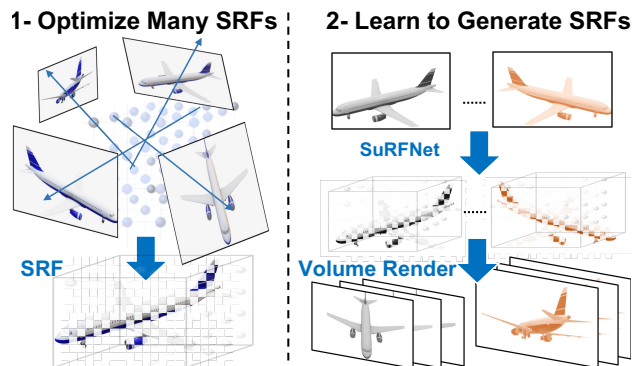 1- Optimize Many SRFs
2- Learn to Generate SRFs
......
SuRFNet
......
SRF
Volume Render